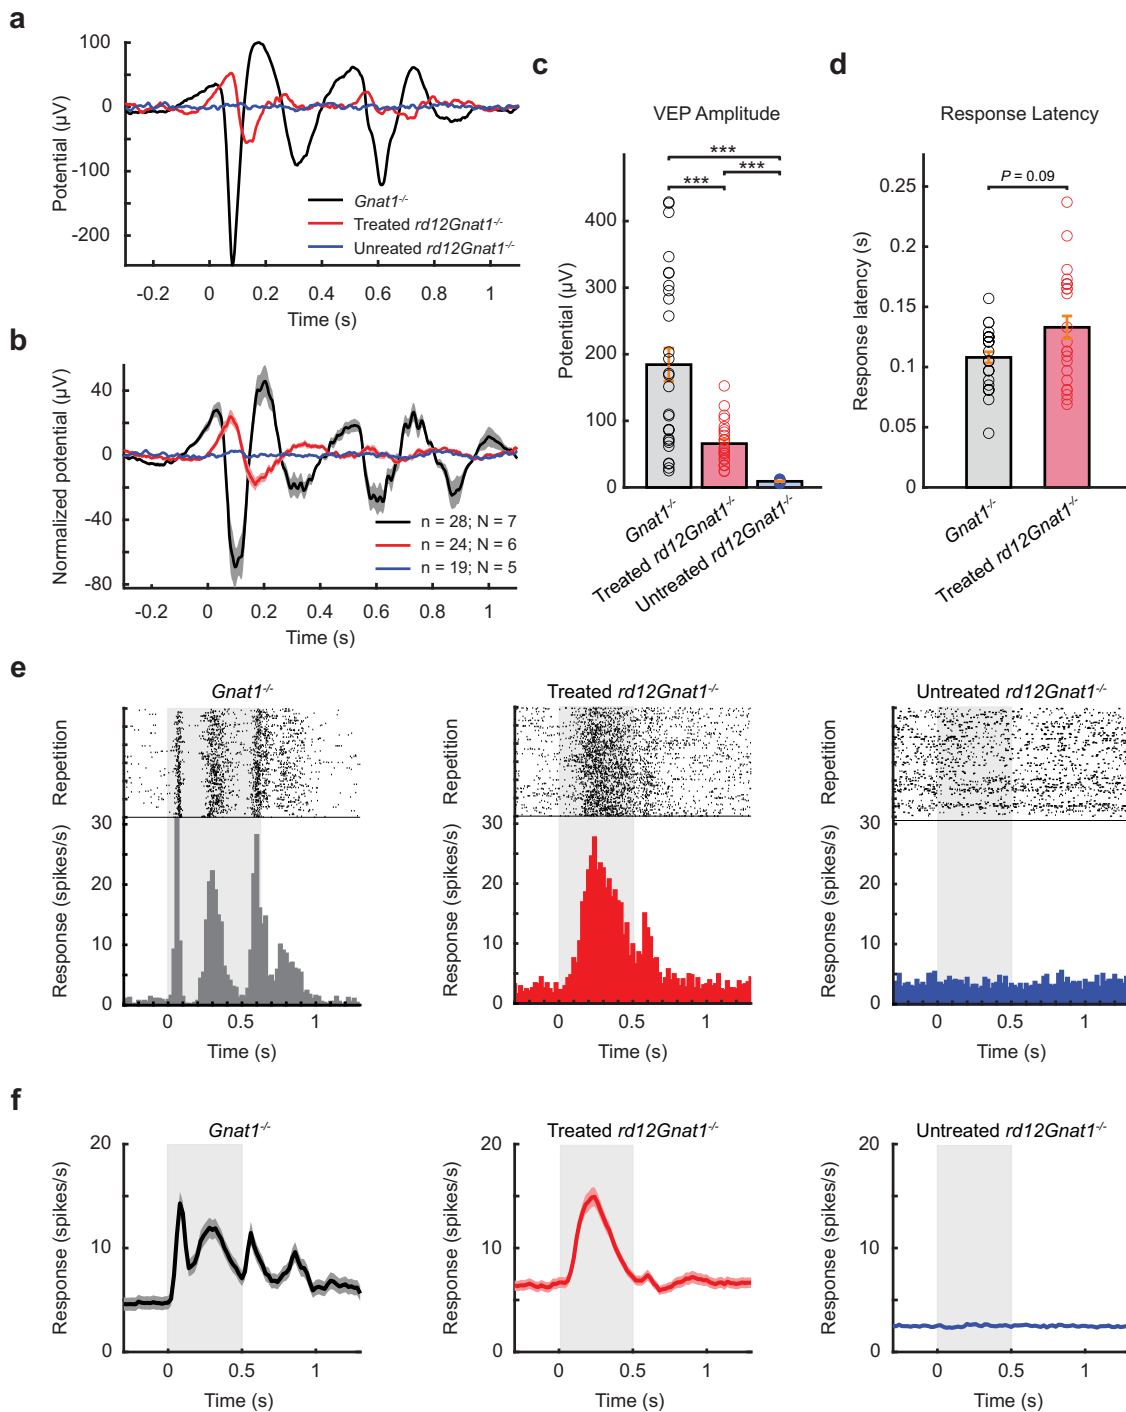 a
100
0
-100
-200
Potential (µV)
Gnat1-/-
Treated rd12Gnat1-/-
Unreated rd12Gnat1-/-
-0.2 0 0.2 0.4 0.6 0.8 1
Time (s)
b
40
0
-40
-80
Normalized potential (µV)
n = 28; N = 7
n = 24; N = 6
n = 19; N = 5
-0.2 0 0.2 0.4 0.6 0.8 1
Time (s)
c
VEP Amplitude
***
***
***
400
300
200
100
0
Potential (µV)
Gnat1-/-
Treated rd12Gnat1-/-
Untreated rd12Gnat1-/-
d
Response Latency
P = 0.09
0.25
0.2
0.15
0.1
0.05
0
Response latency (s)
Gnat1-/-
Treated rd12Gnat1-/-
e
Gnat1-/-
Repetition
30
20
10
0
Response (spikes/s)
0 0.5 1
Time (s)
Treated rd12Gnat1-/-
Repetition
30
20
10
0
Response (spikes/s)
0 0.5 1
Time (s)
Untreated rd12Gnat1-/-
Repetition
30
20
10
0
Response (spikes/s)
0 0.5 1
Time (s)
f
Gnat1-/-
20
10
0
Response (spikes/s)
0 1
Time (s)
Treated rd12Gnat1-/-
20
10
0
Response (spikes/s)
0 1
Time (s)
Untreated rd12Gnat1-/-
20
10
0
Response (spikes/s)
0 1
Time (s)